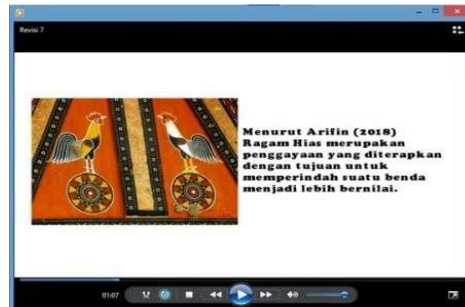 Revisi 7
Menurut Arifin (2018)
Ragam Hias merupakan
penggayaan yang diterapkan
dengan tujuan untuk
memperindah suatu benda
menjadi lebih bernilai.
01:07